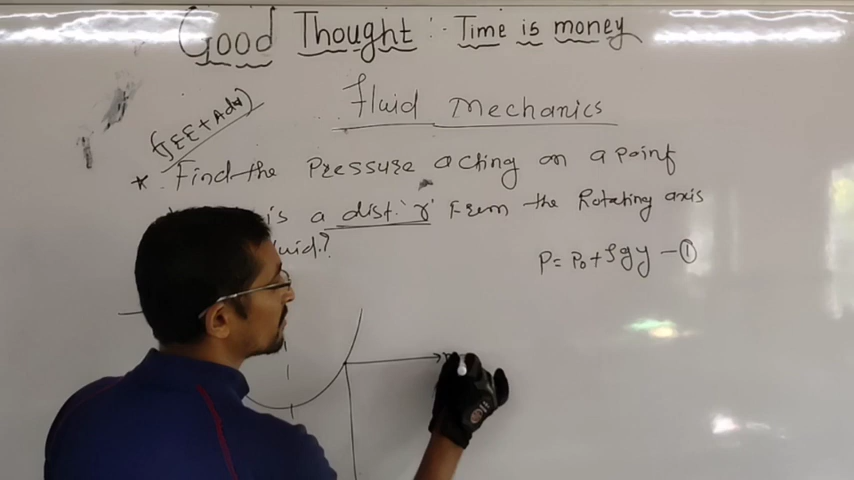 Good Thought :- Time is money
Fluid Mechanics
(JEE+Adv)
* Find the Pressure acting on a point
is a dist. 'r' From the Rotating axis
P = P₀ + ρgy - ①